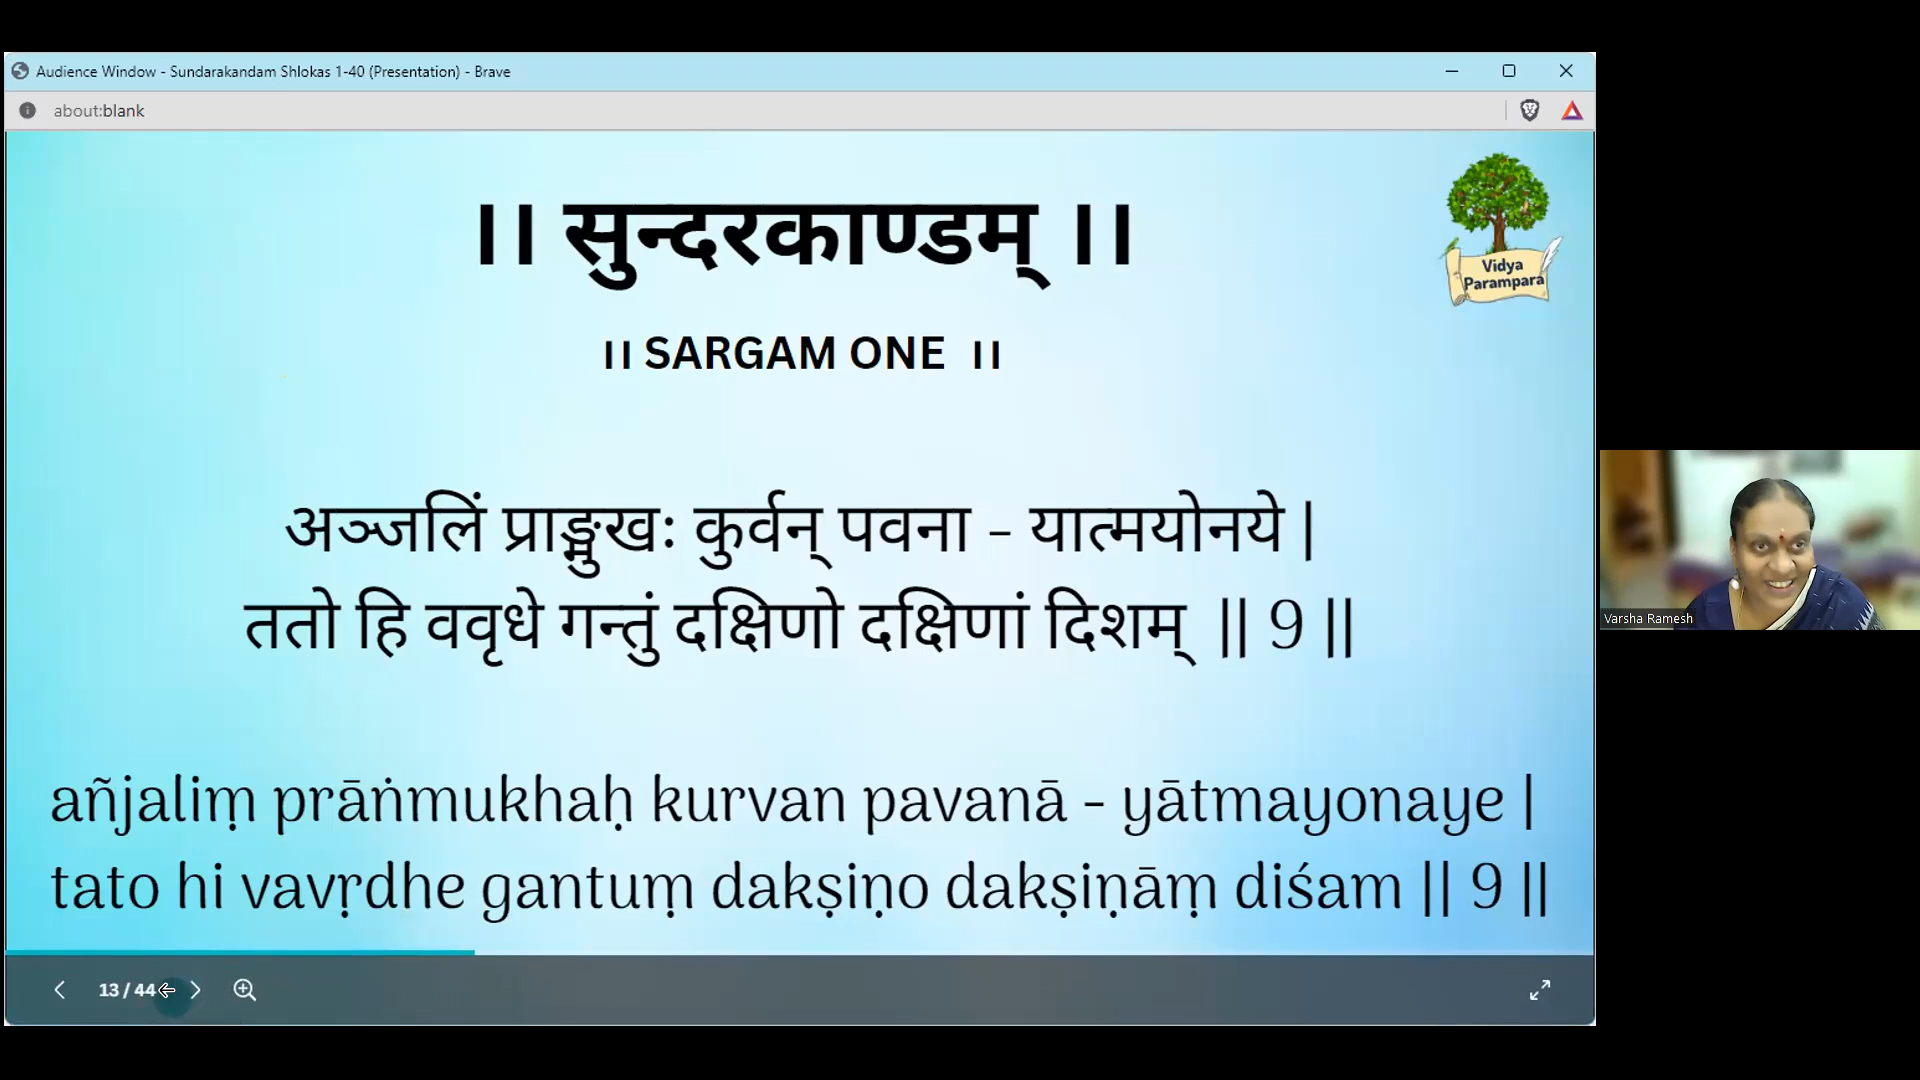 Audience Window - Sundarakandam Shlokas 1-40 (Presentation) - Brave
about:blank
।। सुन्दरकाण्डम् ।।
Vidya
Parampara
।। SARGAM ONE ।।
अञ्जलिं प्राङ्मुखः कुर्वन् पवना - यात्मयोनये |
ततो हि ववृधे गन्तुं दक्षिणो दक्षिणां दिशम् || 9 ||
añjaliṃ prāṅmukhaḥ kurvan pavanā - yātmayonaye |
tato hi vavṛdhe gantuṃ dakṣiṇo dakṣiṇāṃ diśam || 9 ||
13 / 44
Varsha Ramesh